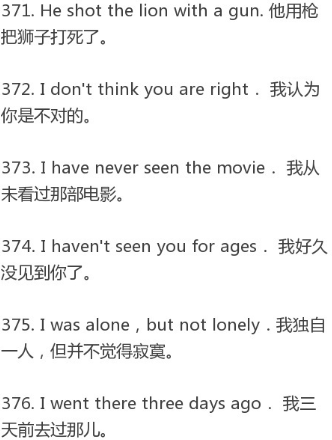 371. He shot the lion with a gun. 他用枪
把狮子打死了。
372. I don't think you are right． 我认为
你是不对的。
373. I have never seen the movie． 我从
未看过那部电影。
374. I haven't seen you for ages． 我好久
没见到你了。
375. I was alone，but not lonely．我独自
一人，但并不觉得寂寞。
376. I went there three days ago． 我三
天前去过那儿。